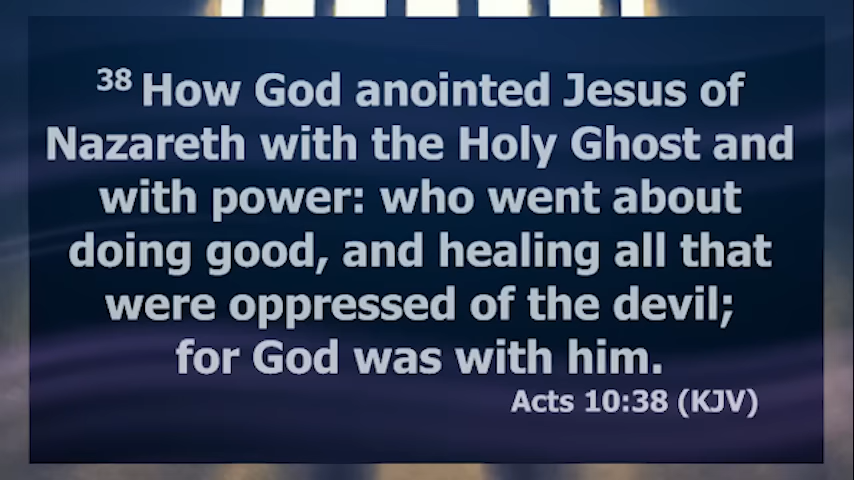 38 How God anointed Jesus of
Nazareth with the Holy Ghost and
with power: who went about
doing good, and healing all that
were oppressed of the devil;
for God was with him.
Acts 10:38 (KJV)